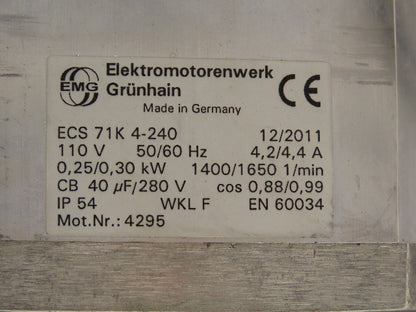 EMG
Elektromotorenwerk
Grünhain
CE
Made in Germany
ECS 71K 4-240 12/2011
110 V 50/60 Hz 4,2/4,4 A
0,25/0,30 kW 1400/1650 1/min
CB 40 µF/280 V cos 0,88/0,99
IP 54 WKL F EN 60034
Mot.Nr.: 4295